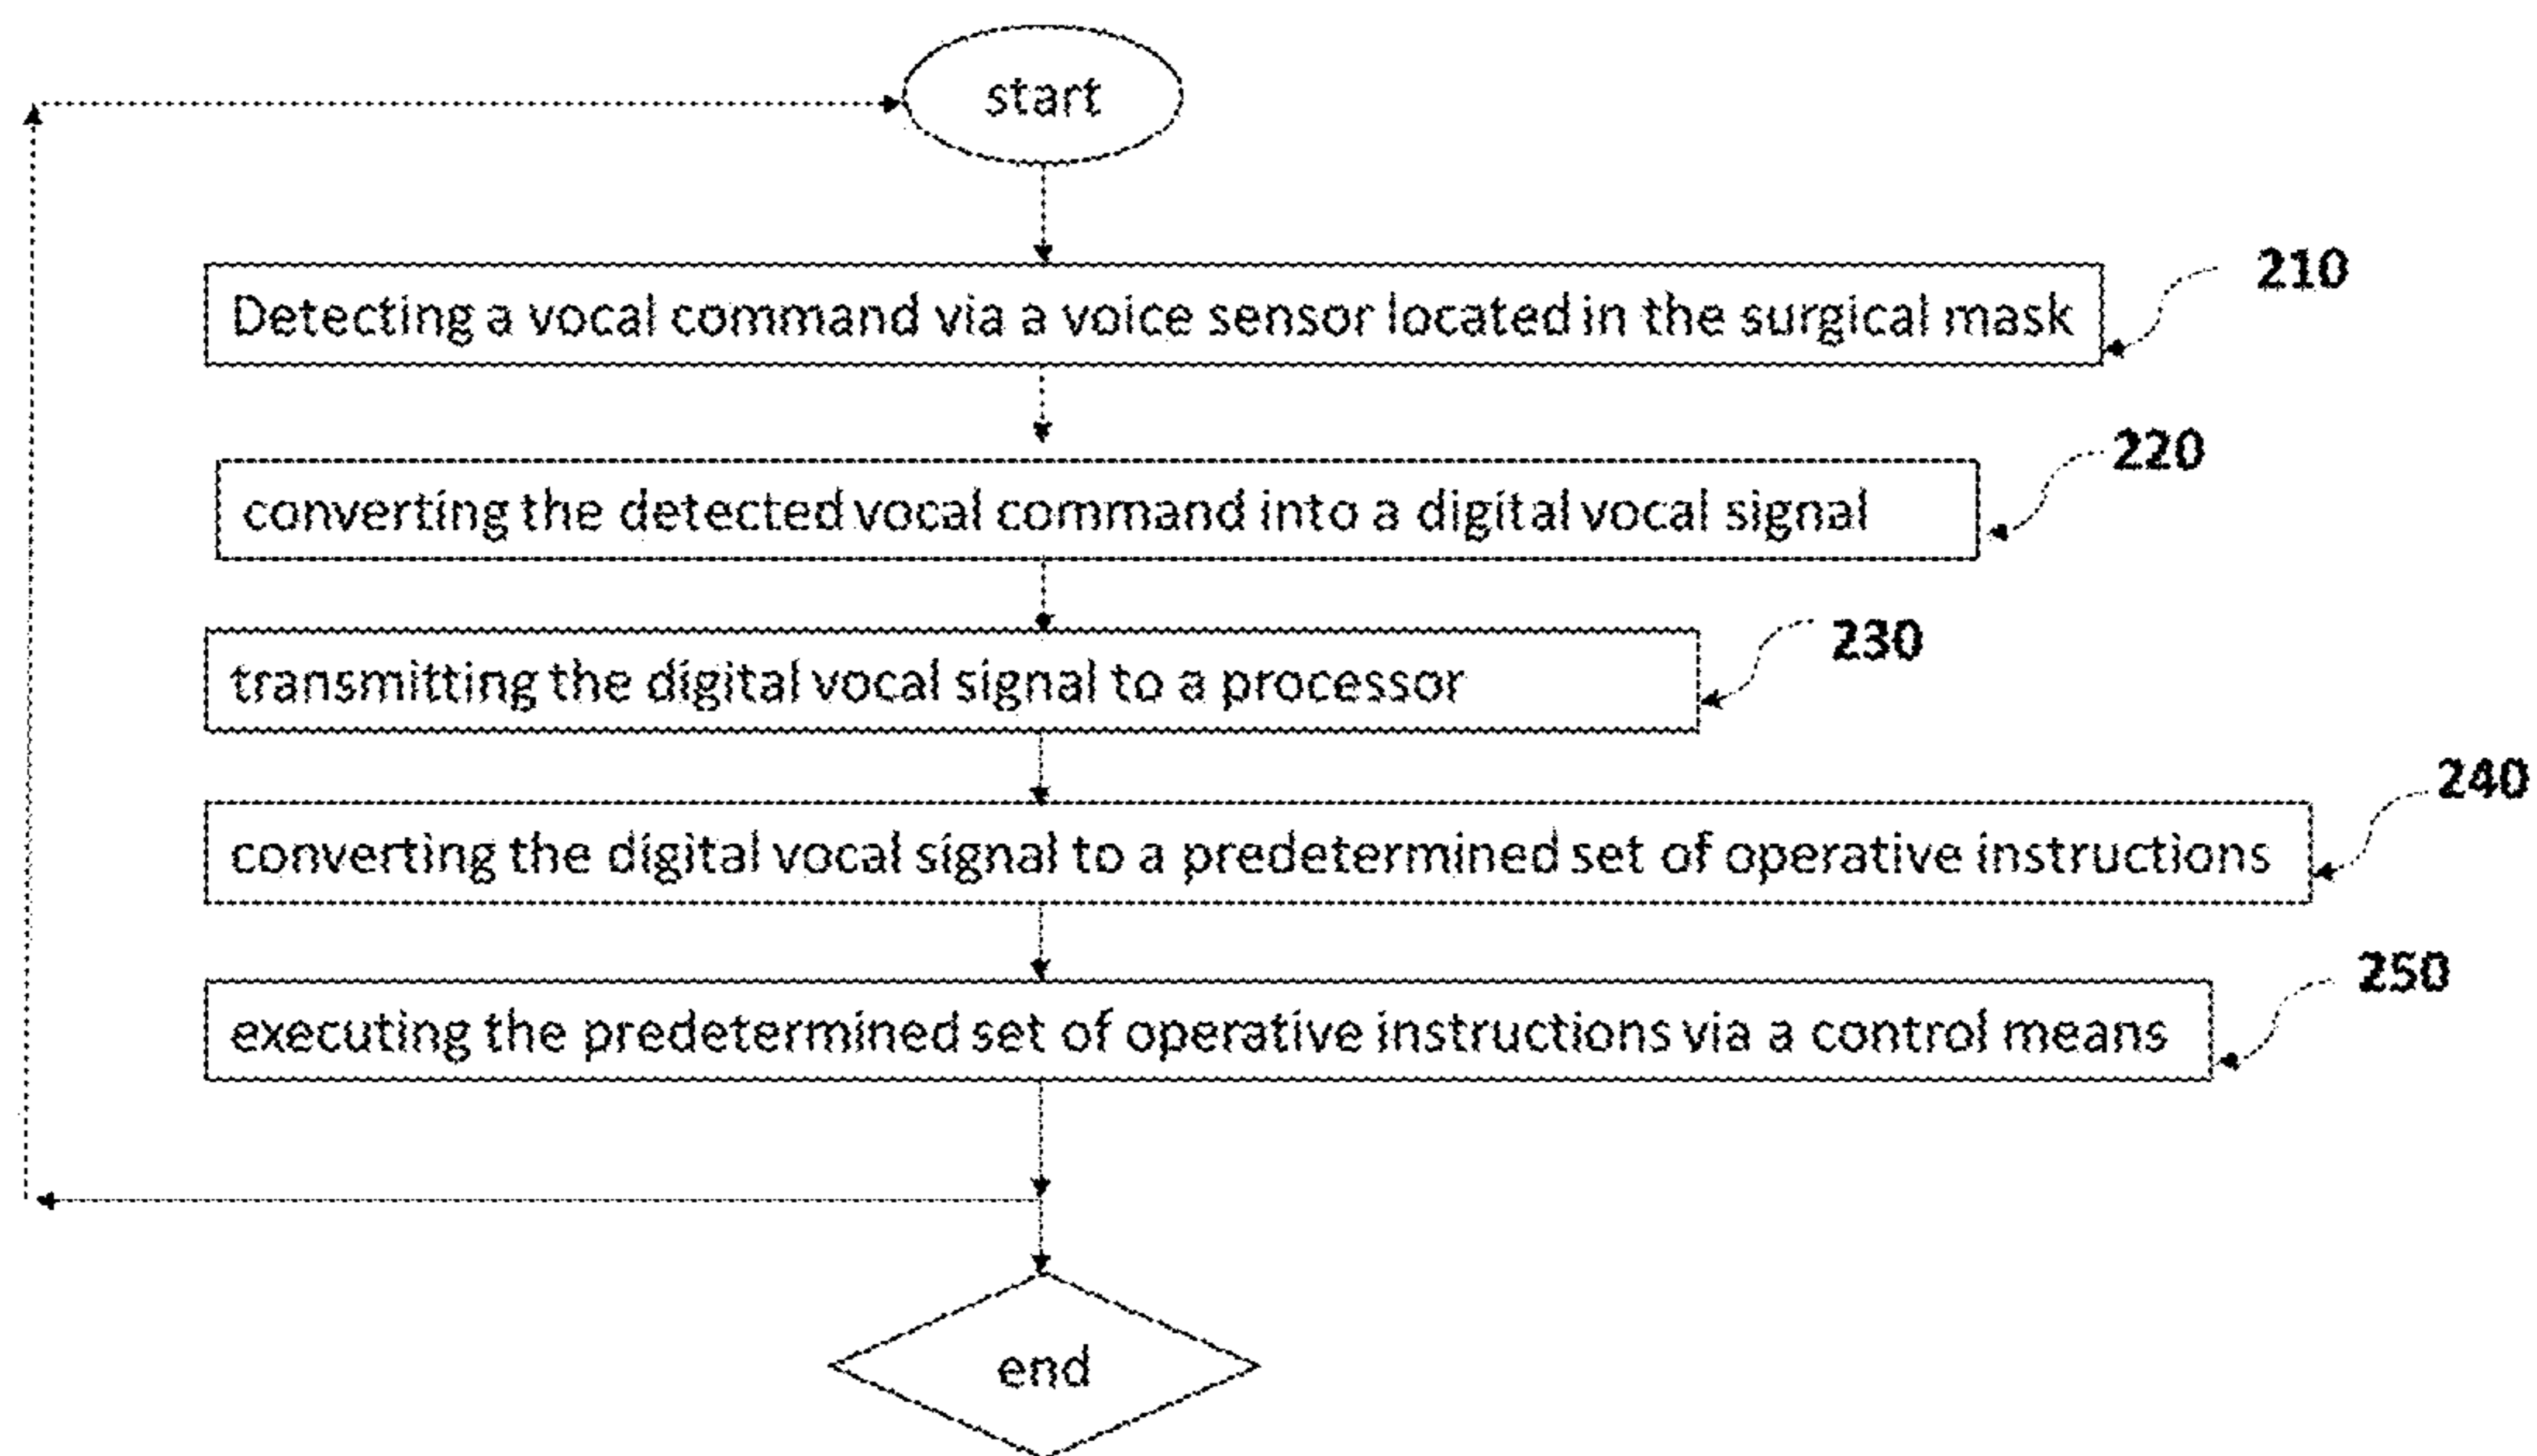 start
Detecting a vocal command via a voice sensor located in the surgical mask
210
converting the detected vocal command into a digital vocal signal
220
transmitting the digital vocal signal to a processor
230
converting the digital vocal signal to a predetermined set of operative instructions
240
executing the predetermined set of operative instructions via a control means
250
end